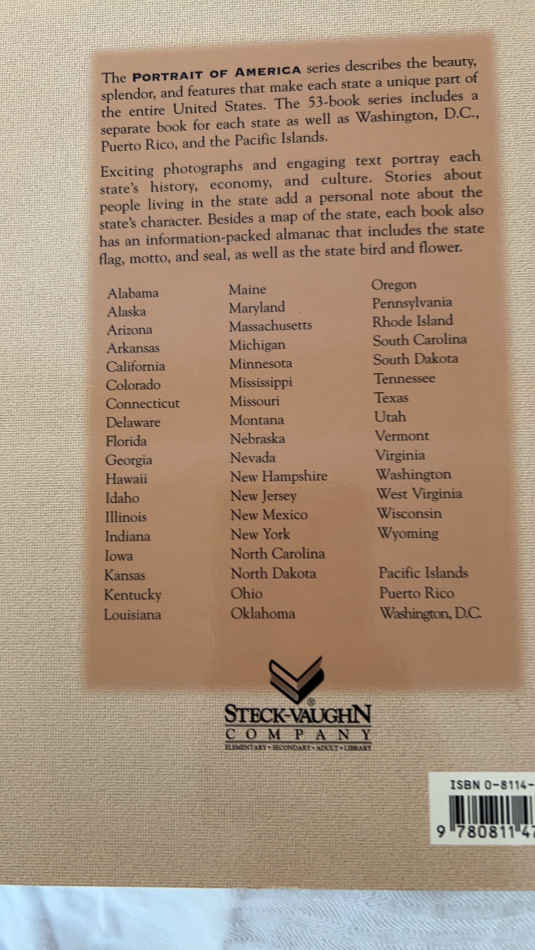 The PORTRAIT OF AMERICA series describes the beauty,
splendor, and features that make each state a unique part of
the entire United States. The 53-book series includes a
separate book for each state as well as Washington, D.C.,
Puerto Rico, and the Pacific Islands.
Exciting photographs and engaging text portray each
state's history, economy, and culture. Stories about
people living in the state add a personal note about the
state's character. Besides a map of the state, each book also
has an information-packed almanac that includes the state
flag, motto, and seal, as well as the state bird and flower.
Alabama
Alaska
Arizona
Arkansas
California
Colorado
Connecticut
Delaware
Florida
Georgia
Hawaii
Idaho
Illinois
Indiana
Iowa
Kansas
Kentucky
Louisiana
Maine
Maryland
Massachusetts
Michigan
Minnesota
Mississippi
Missouri
Montana
Nebraska
Nevada
New Hampshire
New Jersey
New Mexico
New York
North Carolina
North Dakota
Ohio
Oklahoma
Oregon
Pennsylvania
Rhode Island
South Carolina
South Dakota
Tennessee
Texas
Utah
Vermont
Virginia
Washington
West Virginia
Wisconsin
Wyoming
Pacific Islands
Puerto Rico
Washington, D.C.
®
STECK-VAUGHN
COMPANY
ELEMENTARY • SECONDARY • ADULT • LIBRARY
ISBN 0-8114-
9 780811 47